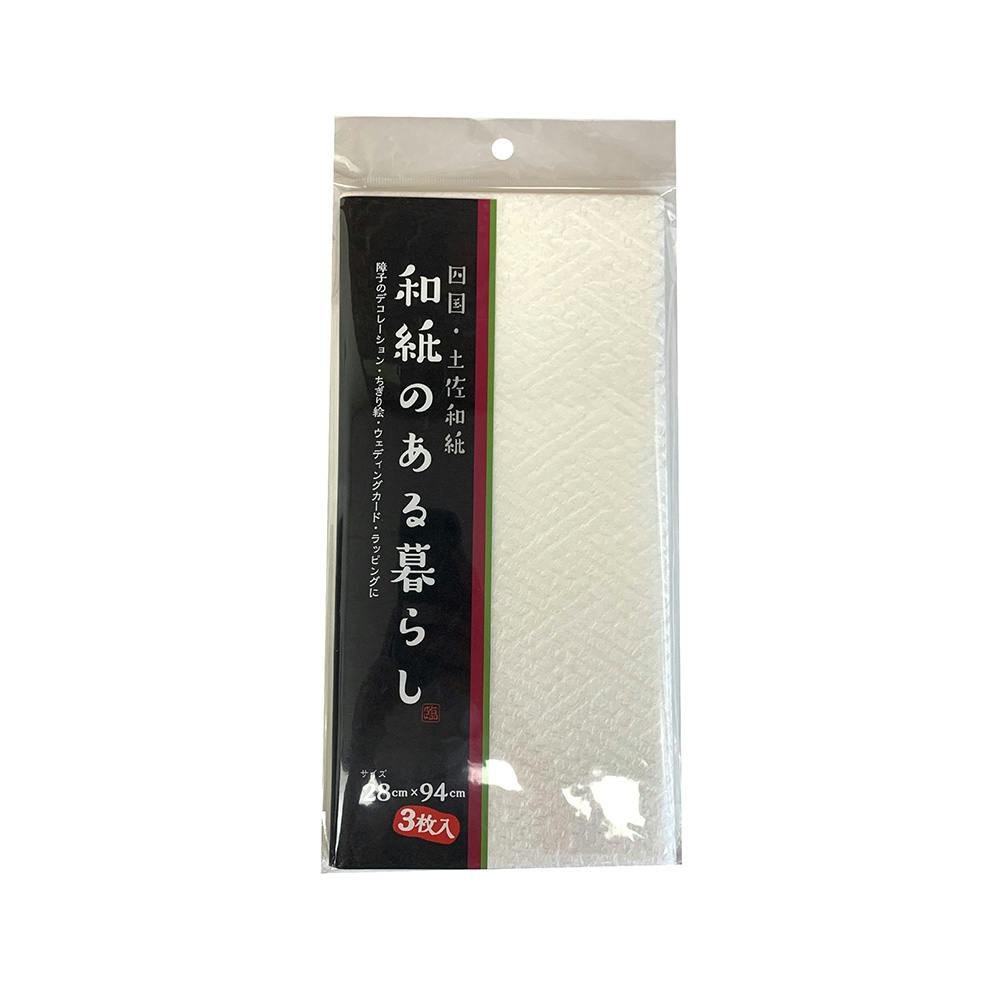 四国・土佐和紙
和紙のある暮らし
障子のデコレーション・ちぎり絵・ウェディングカード・ラッピングに
サイズ
28cm×94cm
3枚入